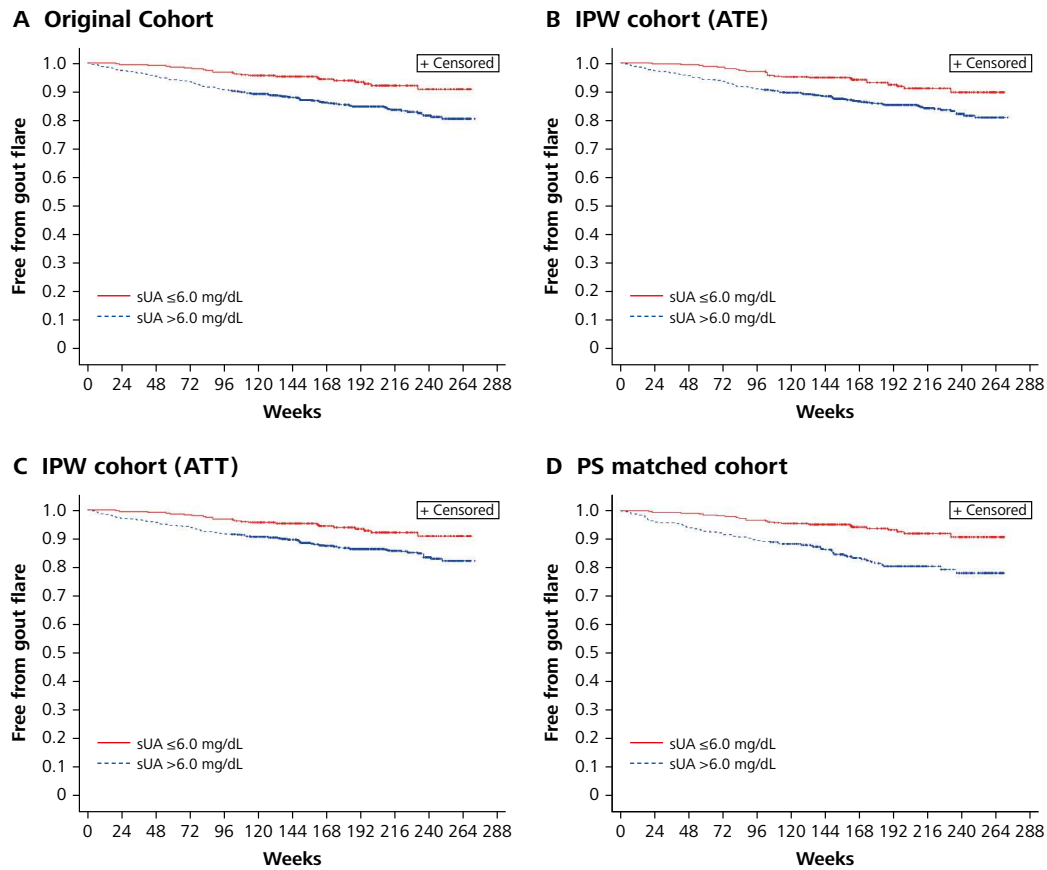 A Original Cohort
Free from gout flare
1.0
0.9
0.8
0.7
0.6
0.5
0.4
0.3
0.2
0.1
0
+ Censored
sUA ≤6.0 mg/dL
sUA >6.0 mg/dL
0 24 48 72 96 120 144 168 192 216 240 264 288
Weeks
B IPW cohort (ATE)
Free from gout flare
1.0
0.9
0.8
0.7
0.6
0.5
0.4
0.3
0.2
0.1
0
+ Censored
sUA ≤6.0 mg/dL
sUA >6.0 mg/dL
0 24 48 72 96 120 144 168 192 216 240 264 288
Weeks
C IPW cohort (ATT)
Free from gout flare
1.0
0.9
0.8
0.7
0.6
0.5
0.4
0.3
0.2
0.1
0
+ Censored
sUA ≤6.0 mg/dL
sUA >6.0 mg/dL
0 24 48 72 96 120 144 168 192 216 240 264 288
Weeks
D PS matched cohort
Free from gout flare
1.0
0.9
0.8
0.7
0.6
0.5
0.4
0.3
0.2
0.1
0
+ Censored
sUA ≤6.0 mg/dL
sUA >6.0 mg/dL
0 24 48 72 96 120 144 168 192 216 240 264 288
Weeks